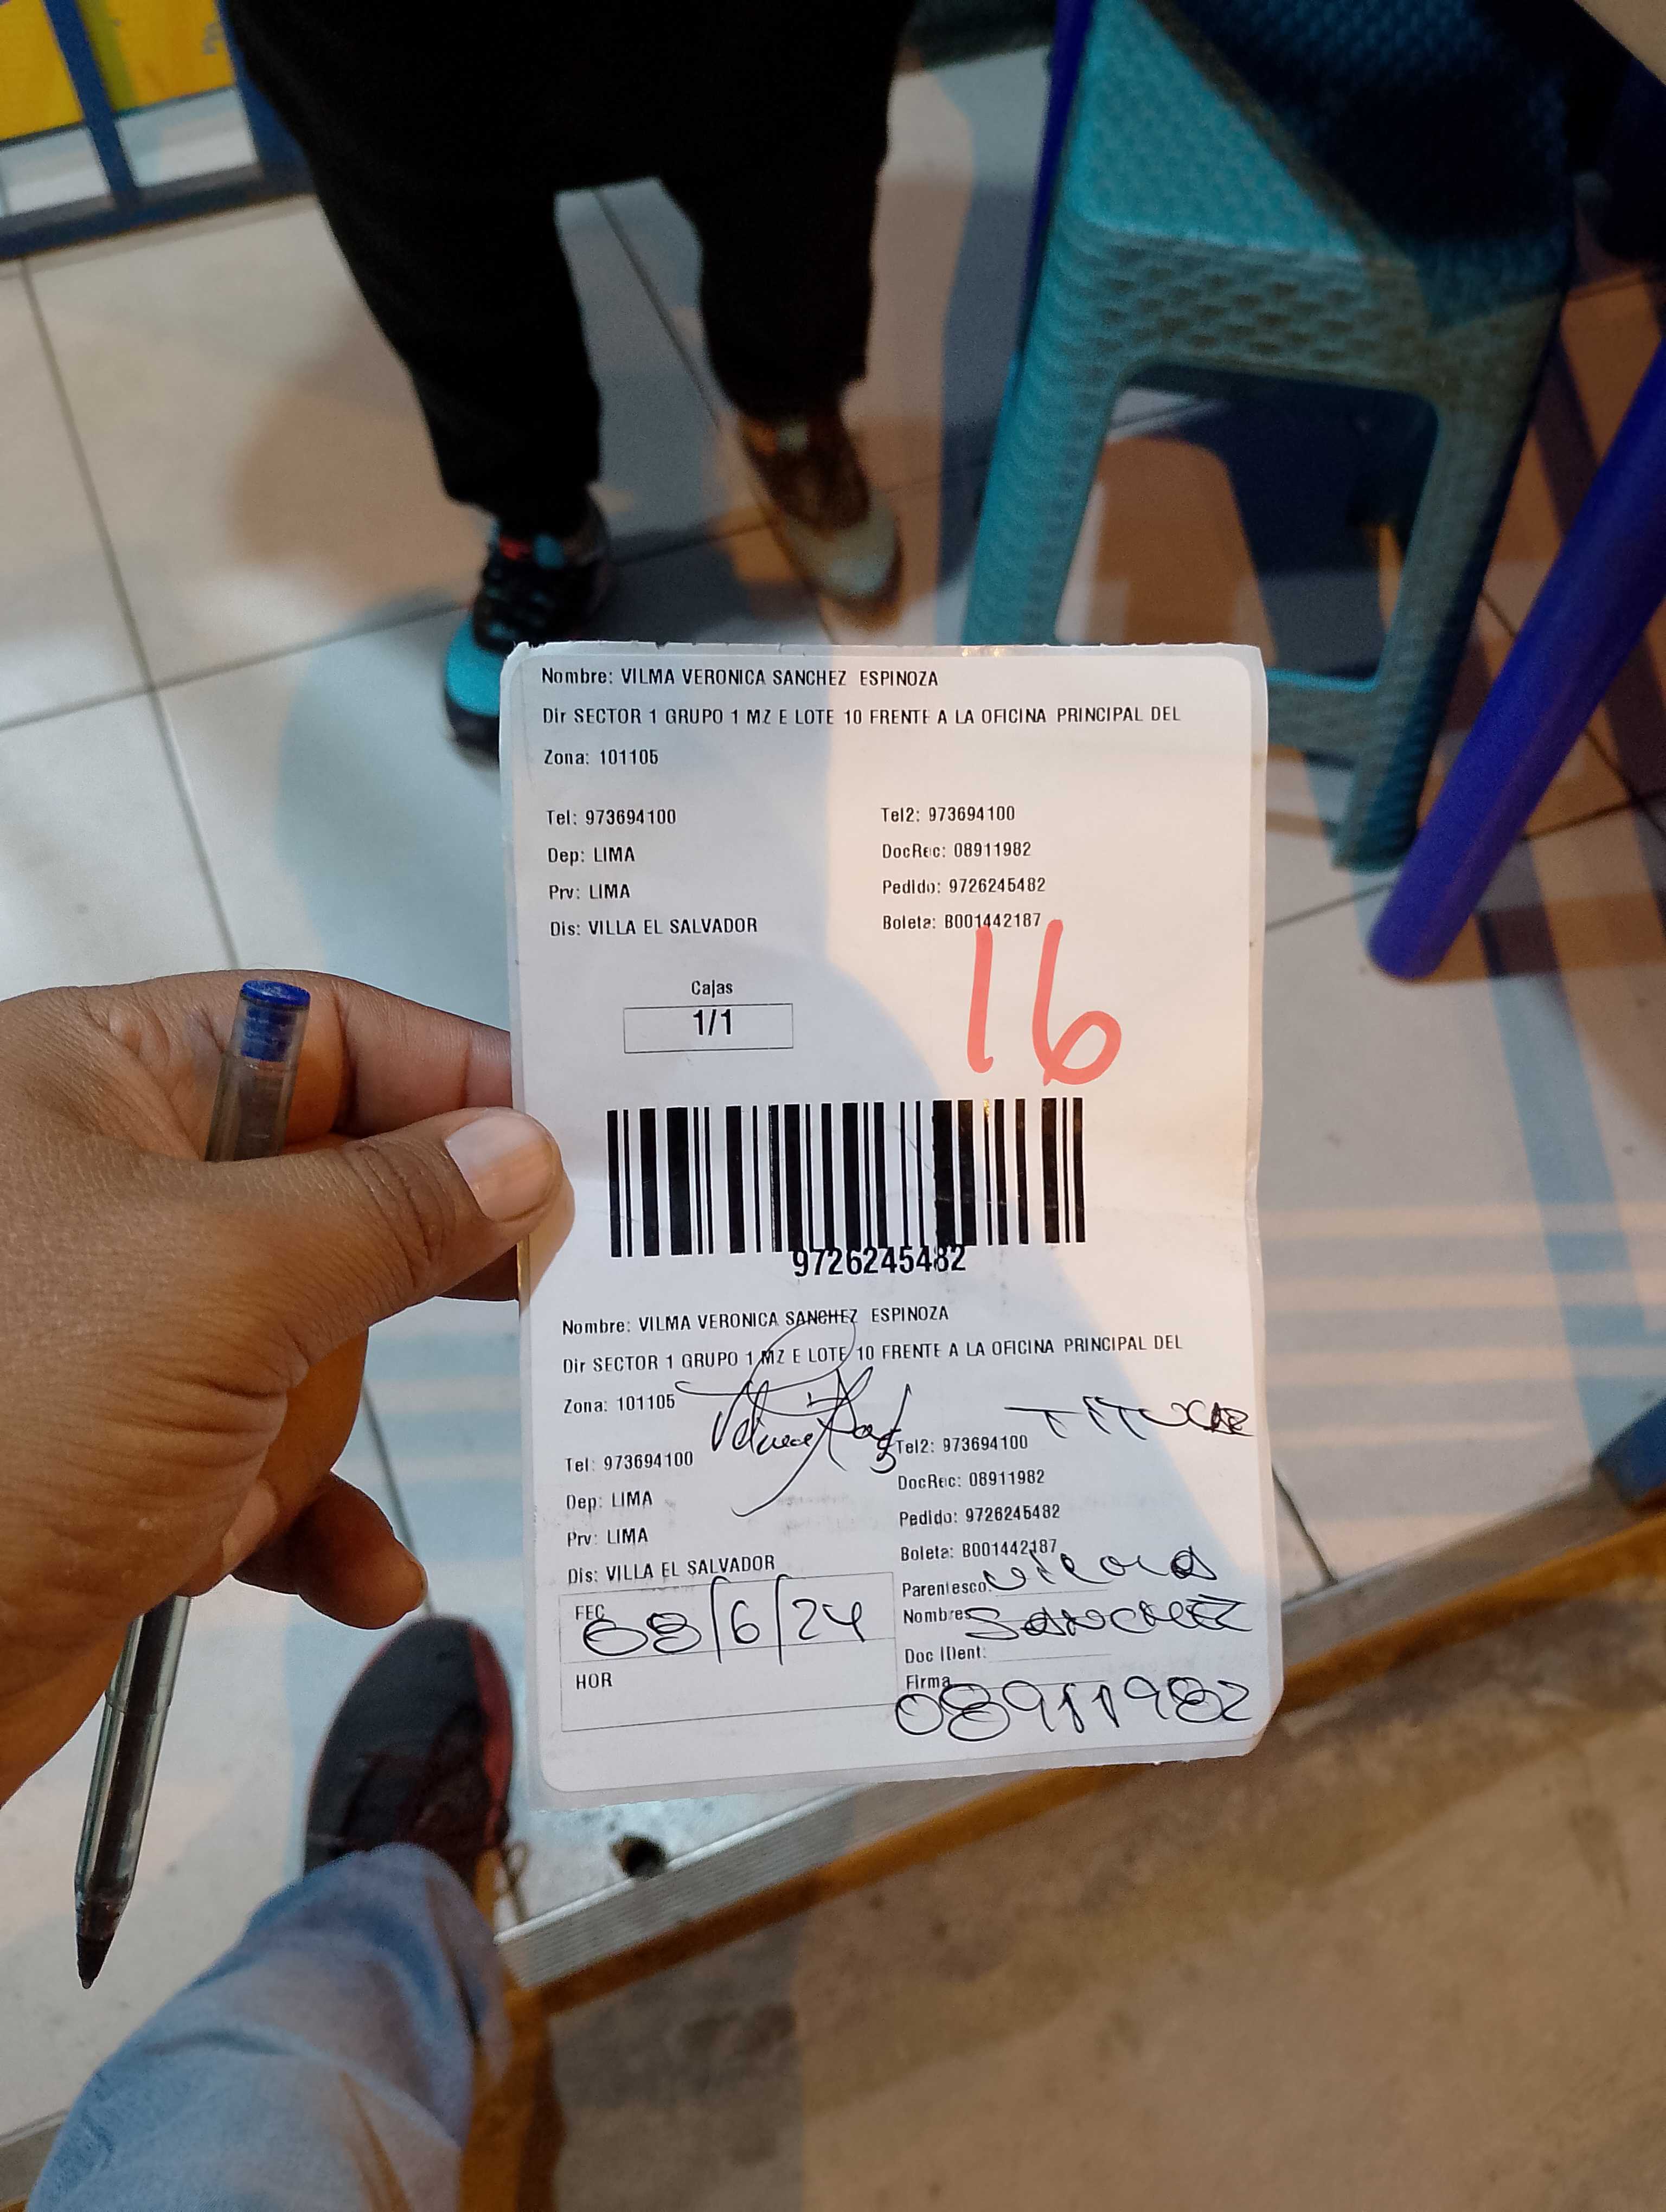 Nombre: VILMA VERONICA SANCHEZ ESPINOZA
Dir SECTOR 1 GRUPO 1 MZ E LOTE 10 FRENTE A LA OFICINA PRINCIPAL DEL
Zona: 101105
Tel: 973694100 Tel2: 973694100
Dep: LIMA DocRec: 08911982
Prv: LIMA Pedido: 9726245482
Dis: VILLA EL SALVADOR Boleta: B001442187
16
Cajas
1/1
9726245482
Nombre: VILMA VERONICA SANCHEZ ESPINOZA
Dir SECTOR 1 GRUPO 1 MZ E LOTE 10 FRENTE A LA OFICINA PRINCIPAL DEL
Zona: 101105
TITULAR
Tel: 973694100 Tel2: 973694100
Dep: LIMA DocRec: 08911982
Prv: LIMA Pedido: 9726245482
Dis: VILLA EL SALVADOR Boleta: B001442187
Parentesco:
FEC 08/6/24 Nombres SANCHEZ
Doc IDent:
HOR Firma
08911982